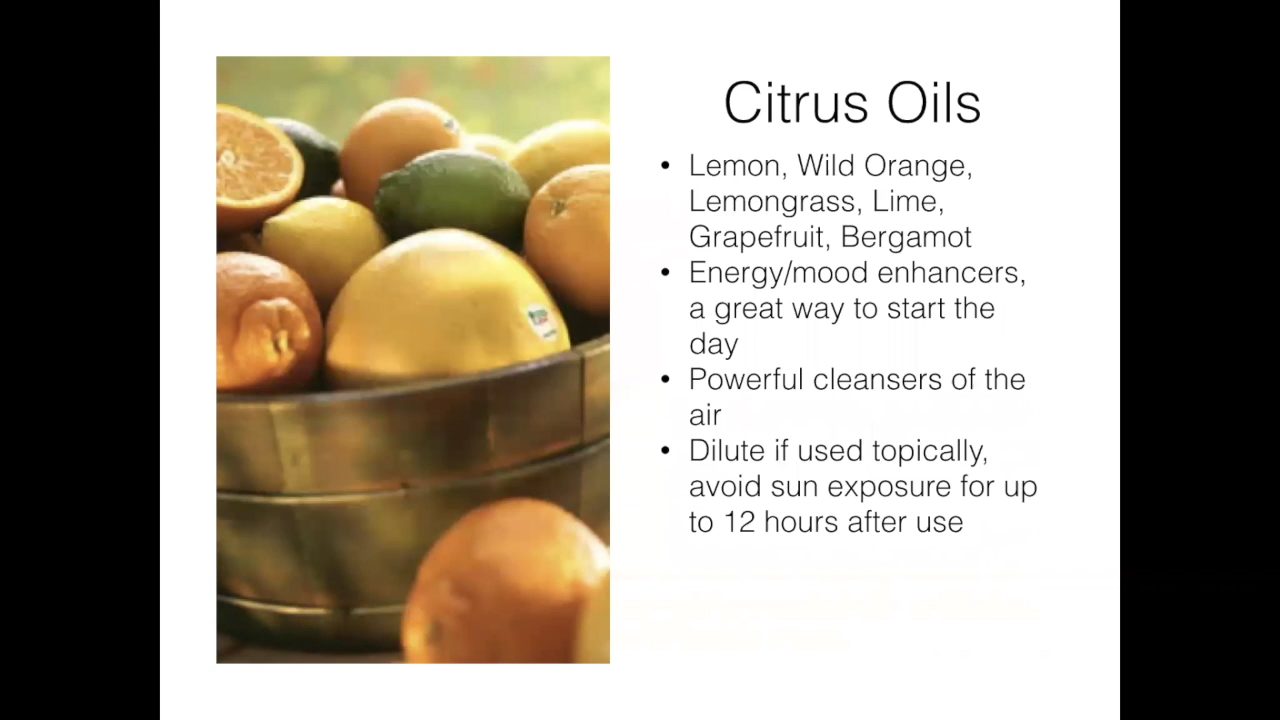 Citrus Oils
• Lemon, Wild Orange,
Lemongrass, Lime,
Grapefruit, Bergamot
• Energy/mood enhancers,
a great way to start the
day
• Powerful cleansers of the
air
• Dilute if used topically,
avoid sun exposure for up
to 12 hours after use